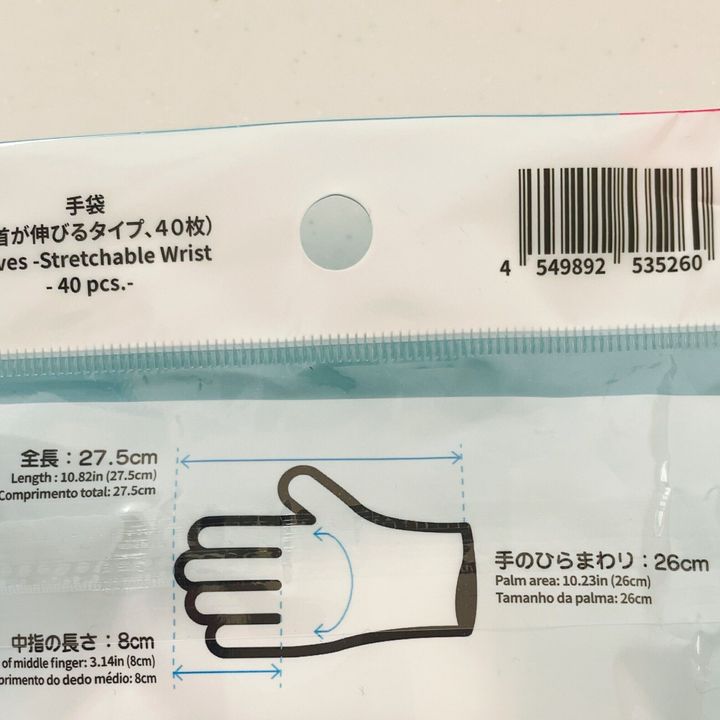 手袋
首が伸びるタイプ、40枚)
ves -Stretchable Wrist
- 40 pcs.-
4 549892 535260
全長：27.5cm
Length : 10.82in (27.5cm)
Comprimento total: 27.5cm
手のひらまわり：26cm
Palm area: 10.23in (26cm)
Tamanho da palma: 26cm
中指の長さ：8cm
of middle finger: 3.14in (8cm)
primento do dedo médio: 8cm